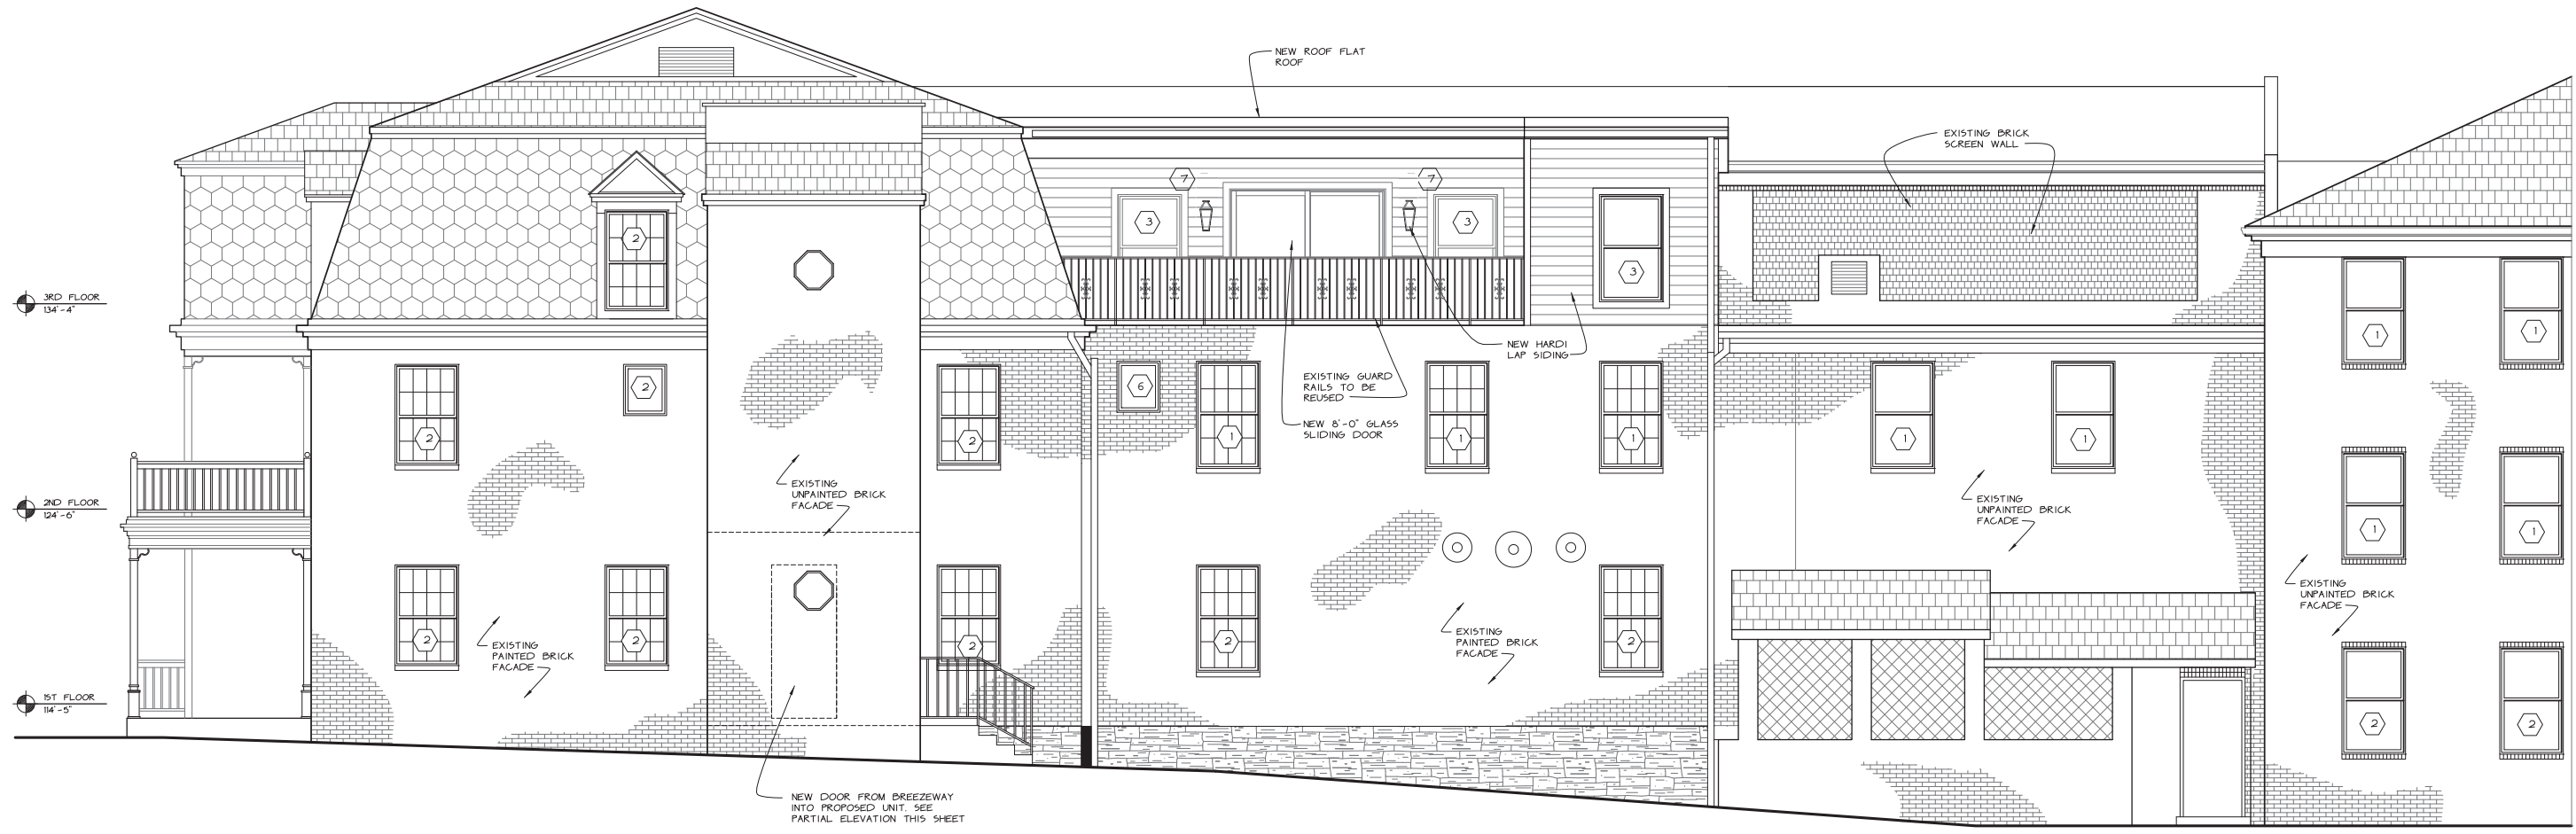 NEW ROOF FLAT
ROOF
EXISTING BRICK
SCREEN WALL
7
7
3
3
2
3
3RD FLOOR
134'-4"
1
1
NEW HARDI
LAP SIDING
EXISTING GUARD
RAILS TO BE
REUSED
NEW 8'-0" GLASS
SLIDING DOOR
2
6
2
2
1
1
1
1
1
EXISTING
UNPAINTED BRICK
FACADE
EXISTING
UNPAINTED BRICK
FACADE
2ND FLOOR
124'-6"
1
1
EXISTING
UNPAINTED BRICK
FACADE
2
2
2
2
2
EXISTING
PAINTED BRICK
FACADE
EXISTING
PAINTED BRICK
FACADE
1ST FLOOR
114'-5"
2
2
NEW DOOR FROM BREEZEWAY
INTO PROPOSED UNIT. SEE
PARTIAL ELEVATION THIS SHEET